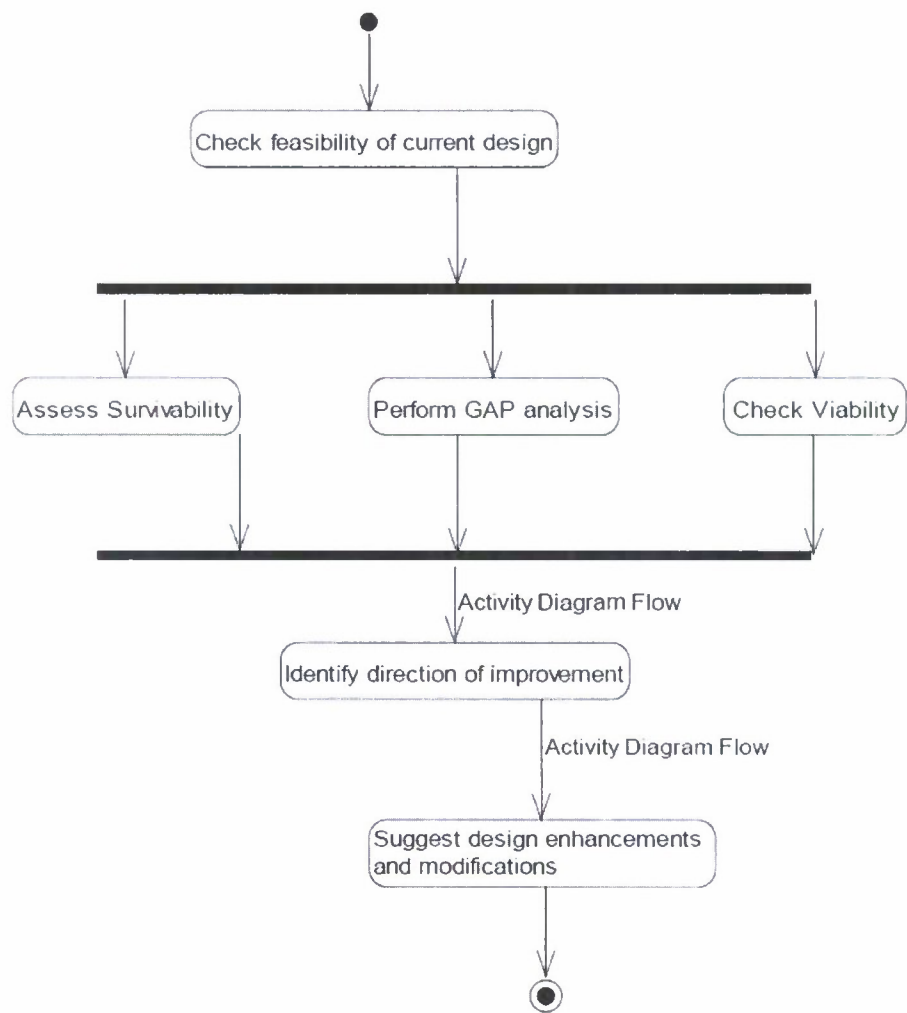 Check feasibility of current design
Assess Survivability
Perform GAP analysis
Check Viability
Activity Diagram Flow
Identify direction of improvement
Activity Diagram Flow
Suggest design enhancements
and modifications